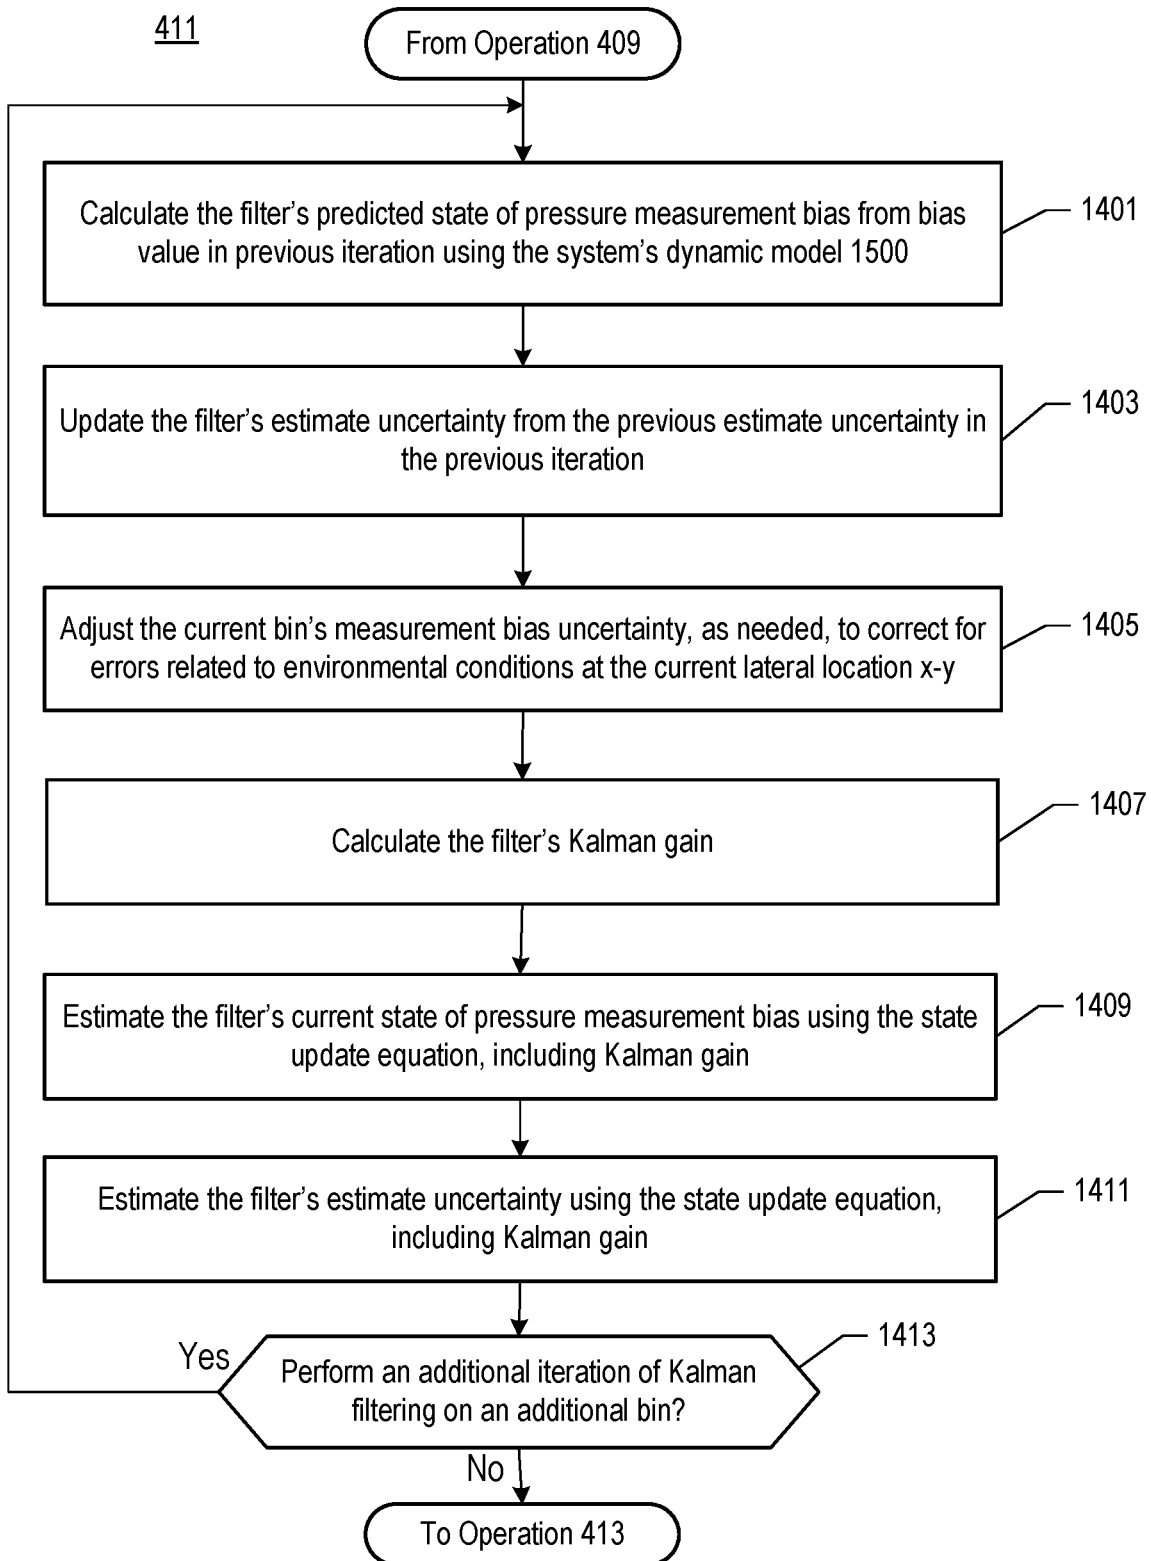 411
From Operation 409
Calculate the filter's predicted state of pressure measurement bias from bias
value in previous iteration using the system's dynamic model 1500
1401
Update the filter's estimate uncertainty from the previous estimate uncertainty in
the previous iteration
1403
Adjust the current bin's measurement bias uncertainty, as needed, to correct for
errors related to environmental conditions at the current lateral location x-y
1405
Calculate the filter's Kalman gain
1407
Estimate the filter's current state of pressure measurement bias using the state
update equation, including Kalman gain
1409
Estimate the filter's estimate uncertainty using the state update equation,
including Kalman gain
1411
Yes
Perform an additional iteration of Kalman
filtering on an additional bin?
1413
No
To Operation 413